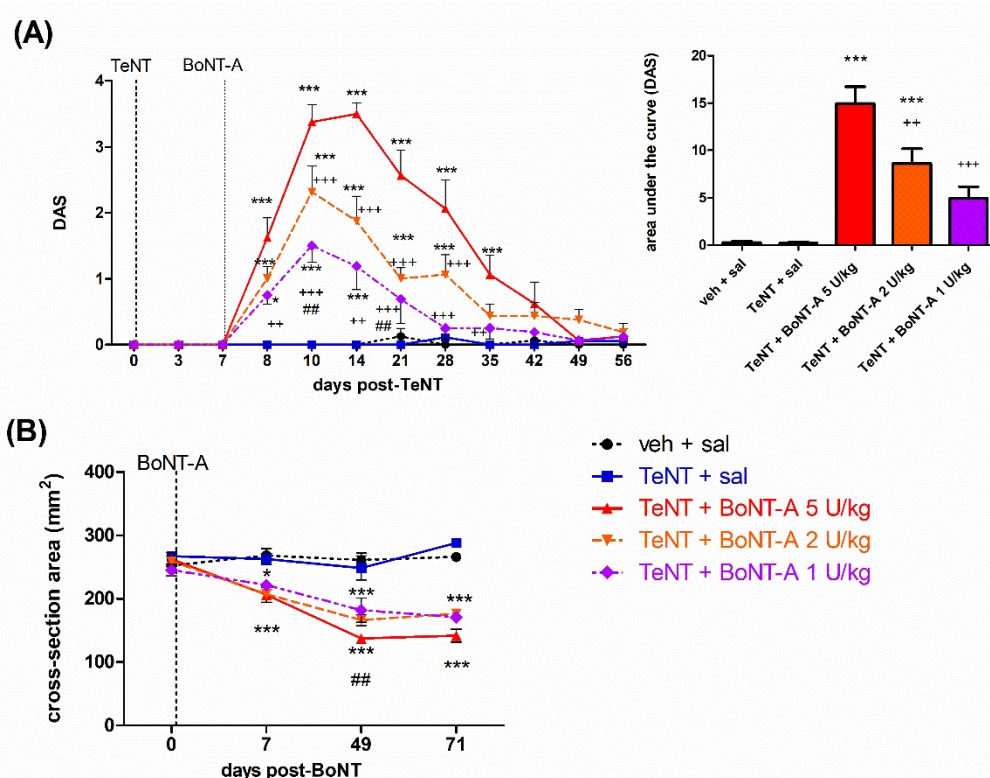 (A)
TeNT BoNT-A
4
3
2
1
0
DAS
*** ***
***
***
*** *** +++
*** +++
***
+++
*** +++
***
***
* ++
*** +++ ##
*** ++
+++ ##
+++
++
0 3 7 8 10 14 21 28 35 42 49 56
days post-TeNT
20
15
10
5
0
area under the curve (DAS)
***
***
++
+++
veh + sal
TeNT + sal
TeNT + BoNT-A 5 U/kg
TeNT + BoNT-A 2 U/kg
TeNT + BoNT-A 1 U/kg
(B)
BoNT-A
400
300
200
100
0
cross-section area (mm²)
*
***
***
***
##
***
***
0 7 49 71
days post-BoNT
veh + sal
TeNT + sal
TeNT + BoNT-A 5 U/kg
TeNT + BoNT-A 2 U/kg
TeNT + BoNT-A 1 U/kg